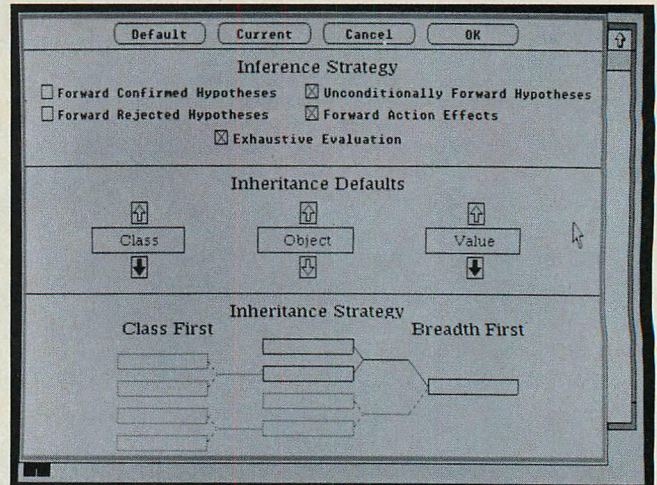 Default Current Cancel OK
Inference Strategy
Forward Confirmed Hypotheses Unconditionally Forward Hypotheses
Forward Rejected Hypotheses Forward Action Effects
Exhaustive Evaluation
Inheritance Defaults
Class Object Value
Inheritance Strategy
Class First Breadth First